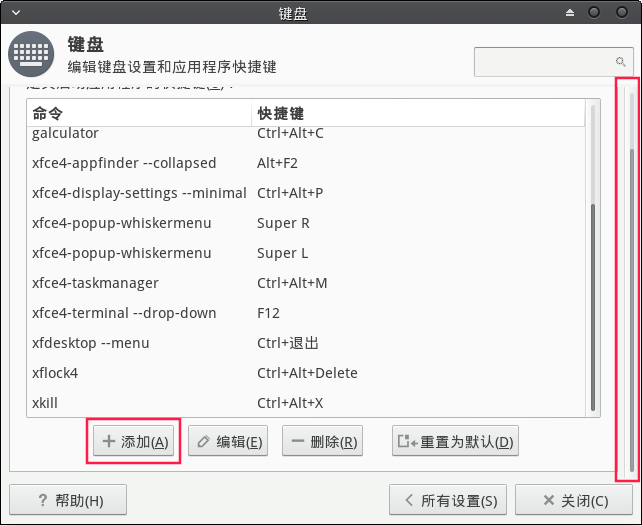 键盘
键盘
编辑键盘设置和应用程序快捷键
命令 快捷键
galculator Ctrl+Alt+C
xfce4-appfinder --collapsed Alt+F2
xfce4-display-settings --minimal Ctrl+Alt+P
xfce4-popup-whiskermenu Super R
xfce4-popup-whiskermenu Super L
xfce4-taskmanager Ctrl+Alt+M
xfce4-terminal --drop-down F12
xfdesktop --menu Ctrl+退出
xflock4 Ctrl+Alt+Delete
xkill Ctrl+Alt+X
添加(A) 编辑(E) 删除(R) 重置为默认(D)
帮助(H) 所有设置(S) 关闭(C)